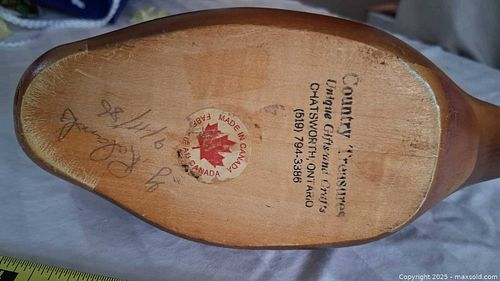 Country Treasures
Unique Gifts and Crafts
CHATSWORTH, ONTARIO
(519) 794-3386
MADE IN CANADA
FABRIQUÉ AU CANADA
Copyright © 2025 - maxsold.com